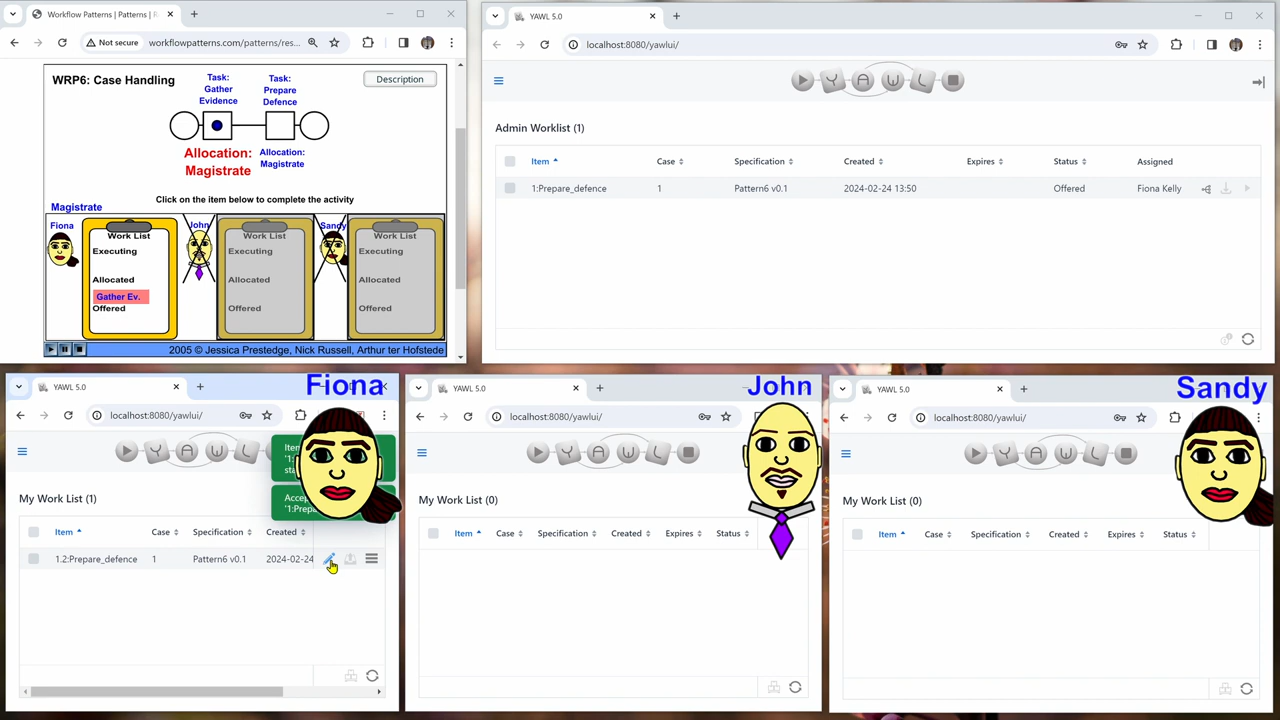 Workflow Patterns | Patterns | R
Not secure
workflowpatterns.com/patterns/res...
WRP6: Case Handling
Description
Task:
Gather
Evidence
Task:
Prepare
Defence
Allocation:
Magistrate
Allocation:
Magistrate
Click on the item below to complete the activity
Magistrate
Fiona
Work List
Executing
Allocated
Gather Ev.
Offered
John
Work List
Executing
Allocated
Offered
Sandy
Work List
Executing
Allocated
Offered
2005 © Jessica Prestedge, Nick Russell, Arthur ter Hofstede
YAWL 5.0
localhost:8080/yawlui/
Y A W L
Admin Worklist (1)
Item Case Specification Created Expires Status Assigned
1:Prepare_defence 1 Pattern6 v0.1 2024-02-24 13:50 Offered Fiona Kelly
YAWL 5.0
Fiona
localhost:8080/yawlui/
Y A W L
Item
'1:
sta
Accep
'1:Prep
My Work List (1)
Item Case Specification Created
1.2:Prepare_defence 1 Pattern6 v0.1 2024-02-24
YAWL 5.0
John
localhost:8080/yawlui/
Y A W L
My Work List (0)
Item Case Specification Created Expires Status
YAWL 5.0
Sandy
localhost:8080/yawlui/
Y A W L
My Work List (0)
Item Case Specification Created Expires Status